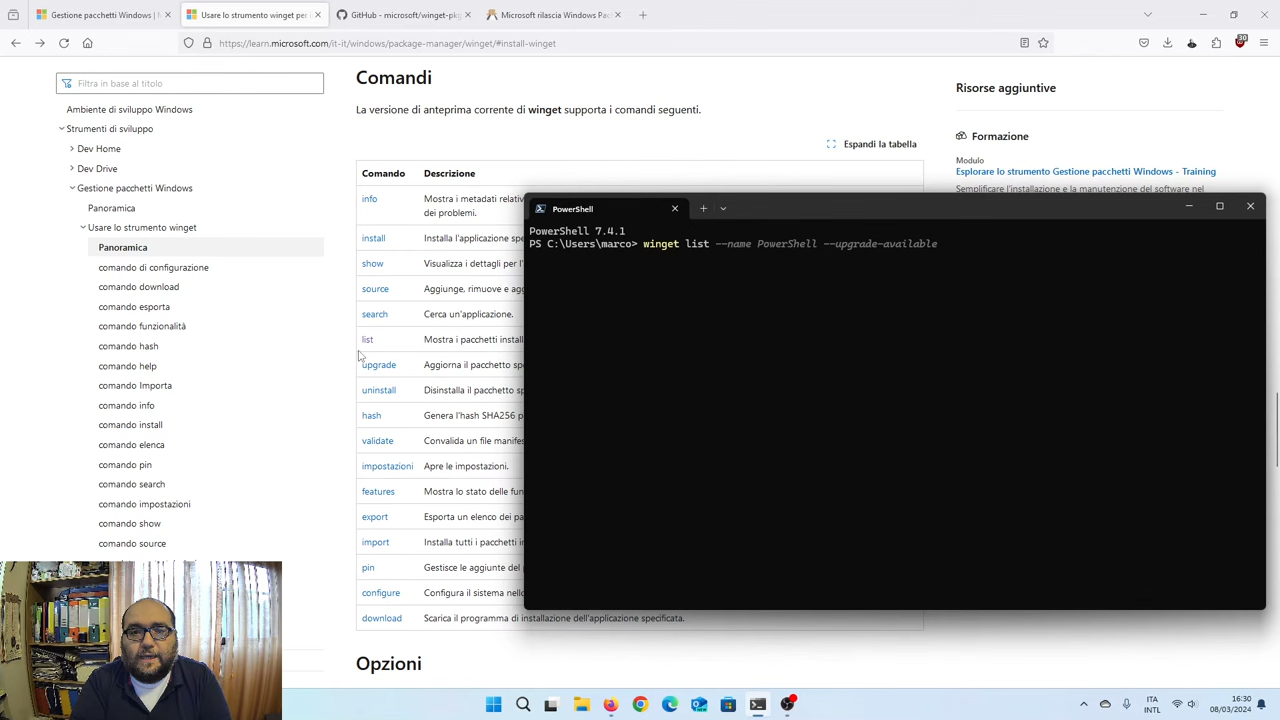 Gestione pacchetti Windows | M
Usare lo strumento winget per i
GitHub - microsoft/winget-pkg
Microsoft rilascia Windows Pac
https://learn.microsoft.com/it-it/windows/package-manager/winget/#install-winget
30
Filtra in base al titolo
Ambiente di sviluppo Windows
Strumenti di sviluppo
Dev Home
Dev Drive
Gestione pacchetti Windows
Panoramica
Usare lo strumento winget
Panoramica
comando di configurazione
comando download
comando esporta
comando funzionalità
comando hash
comando help
comando Importa
comando info
comando install
comando elenca
comando pin
comando search
comando impostazioni
comando show
comando source
Comandi
La versione di anteprima corrente di winget supporta i comandi seguenti.
Espandi la tabella
Comando Descrizione
info Mostra i metadati relativ
dei problemi.
install Installa l'applicazione spe
show Visualizza i dettagli per l'
source Aggiunge, rimuove e agg
search Cerca un'applicazione.
list Mostra i pacchetti install
upgrade Aggiorna il pacchetto spe
uninstall Disinstalla il pacchetto s
hash Genera l'hash SHA256 p
validate Convalida un file manifes
impostazioni Apre le impostazioni.
features Mostra lo stato delle fun
export Esporta un elenco dei pa
import Installa tutti i pacchetti i
pin Gestisce le aggiunte del
configure Configura il sistema nello
download Scarica il programma di installazione dell'applicazione specificata.
Opzioni
Risorse aggiuntive
Formazione
Modulo
Esplorare lo strumento Gestione pacchetti Windows - Training
Semplificare l'installazione e la manutenzione del software nel
PowerShell
PowerShell 7.4.1
PS C:\Users\marco> winget list --name PowerShell --upgrade-available
ITA
INTL
16:30
08/03/2024